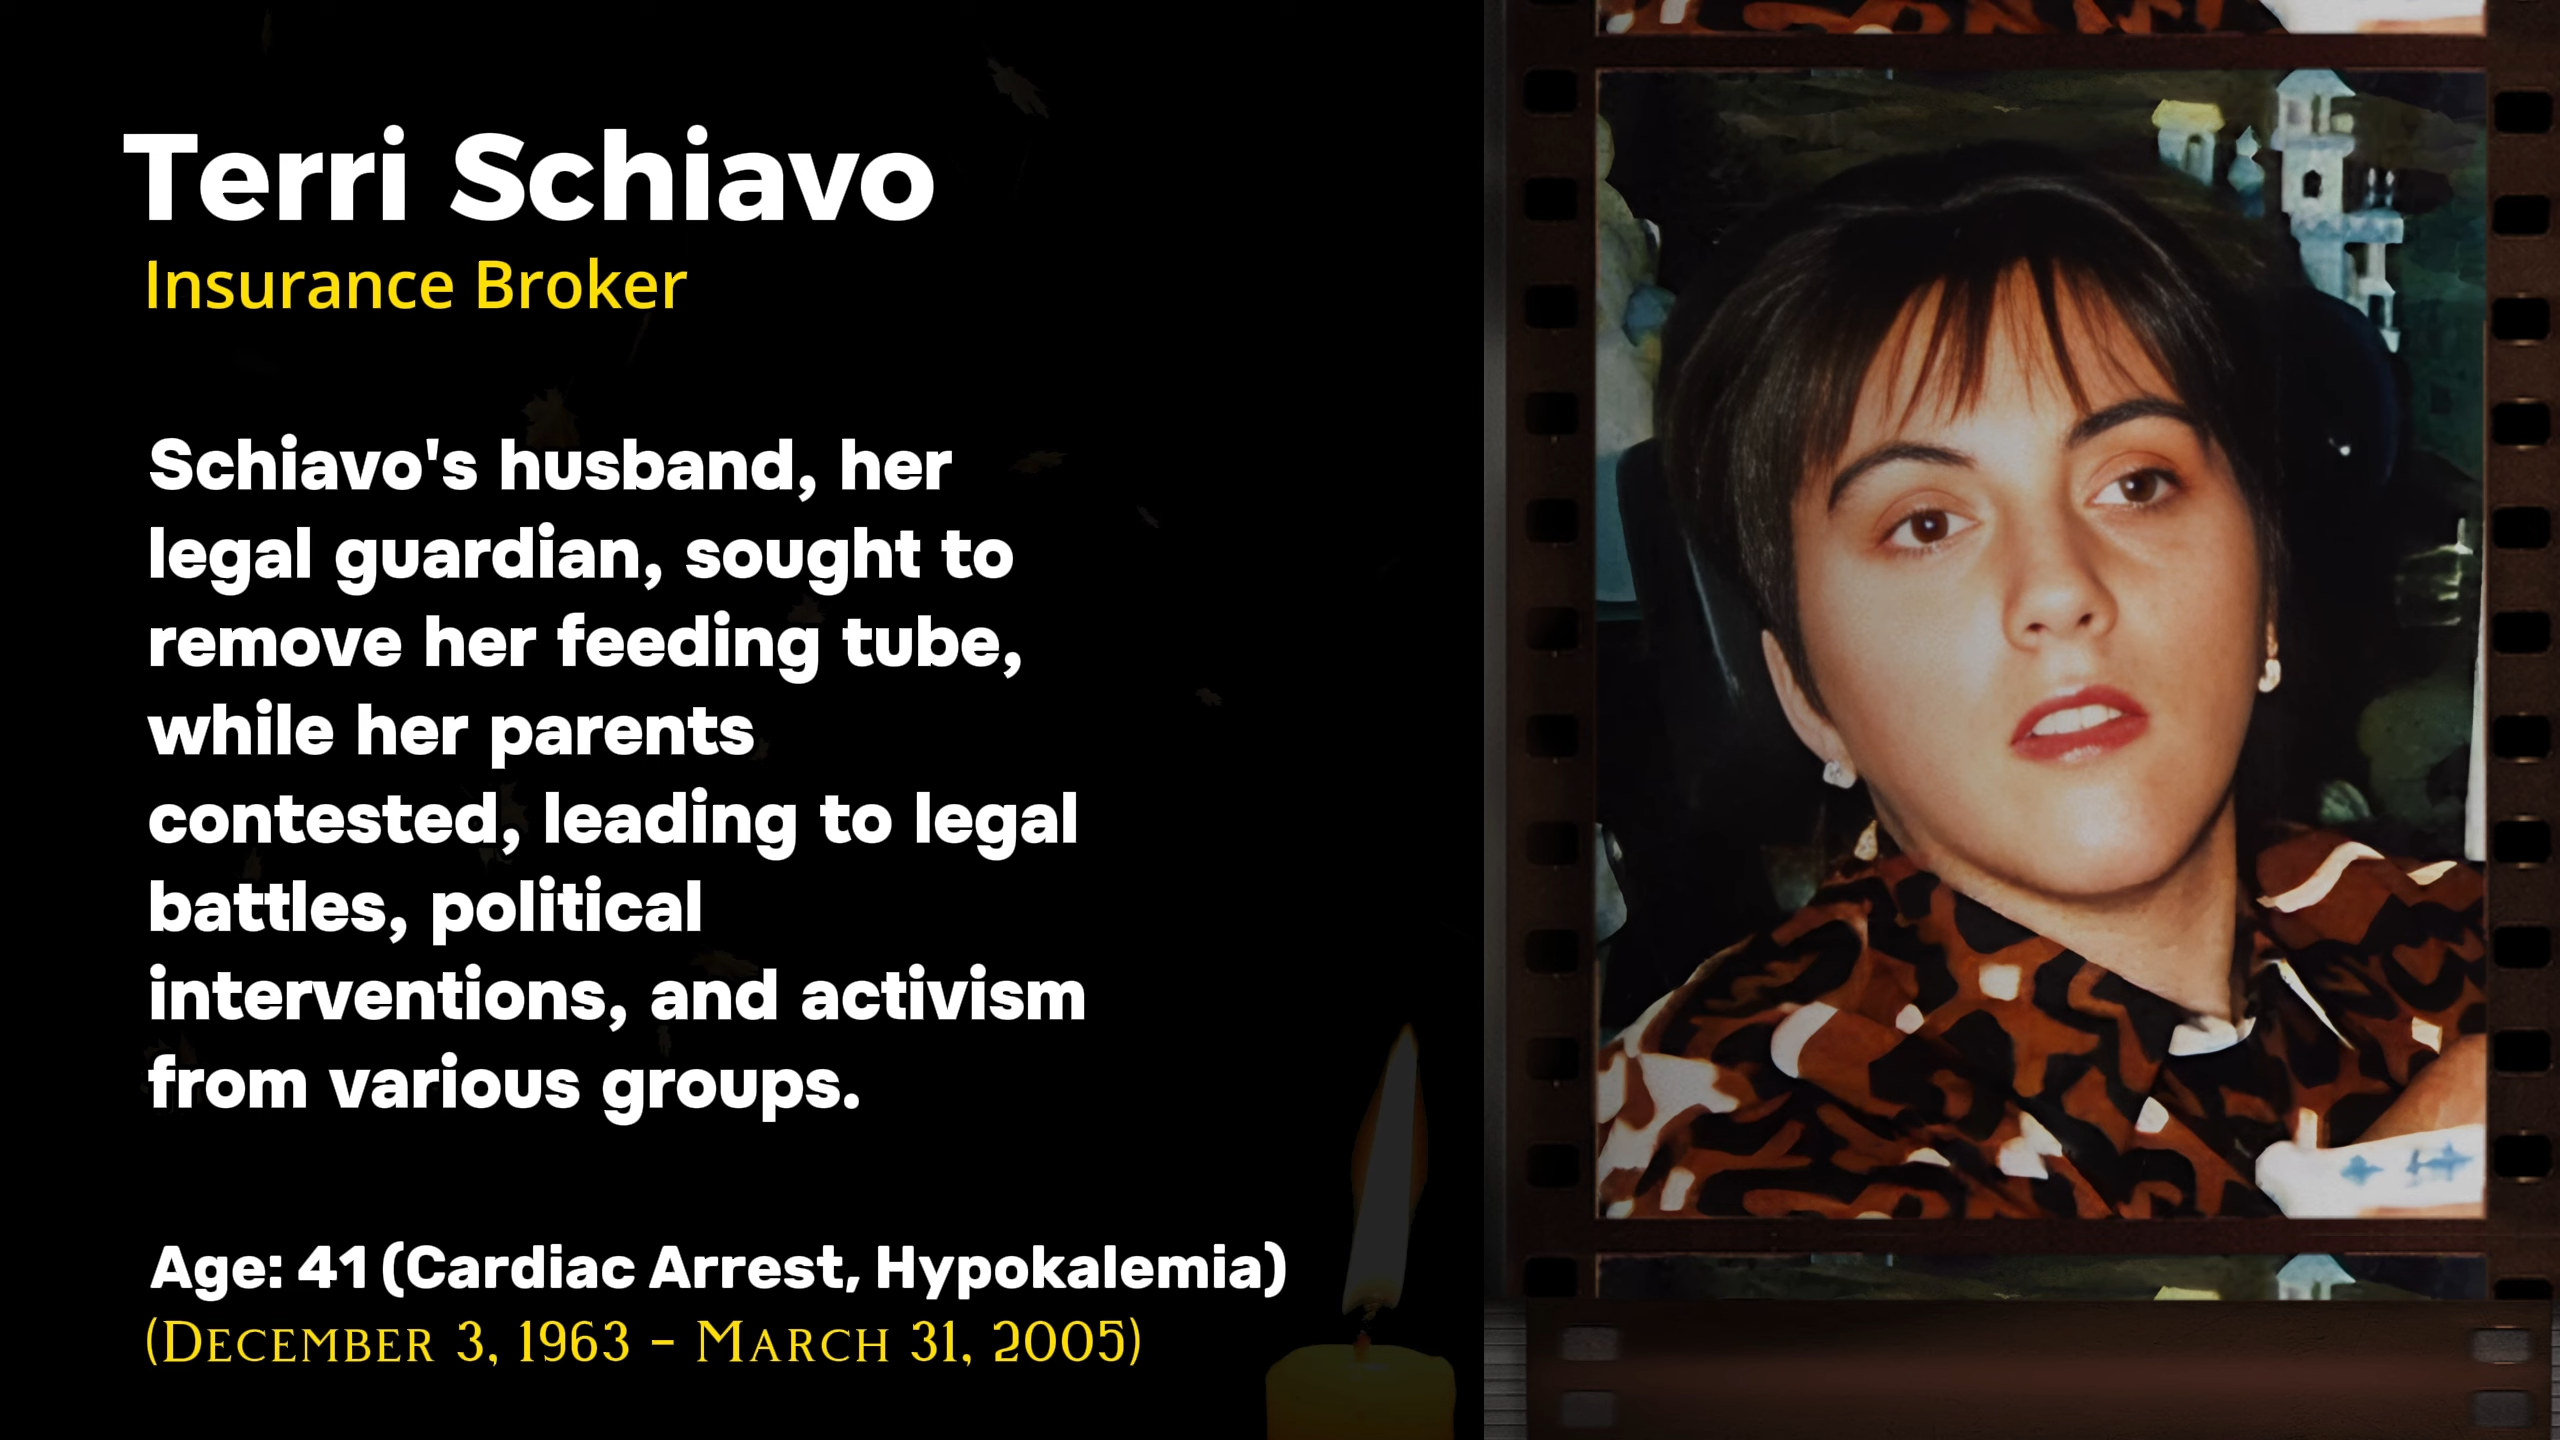 Terri Schiavo
Insurance Broker
Schiavo's husband, her
legal guardian, sought to
remove her feeding tube,
while her parents
contested, leading to legal
battles, political
interventions, and activism
from various groups.
Age: 41 (Cardiac Arrest, Hypokalemia)
(December 3, 1963 – March 31, 2005)